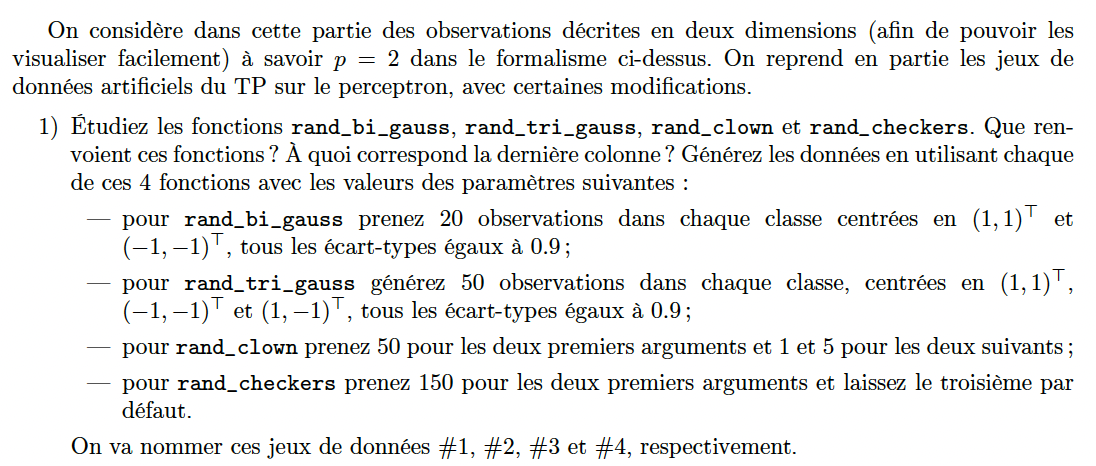 On considère dans cette partie des observations décrites en deux dimensions (afin de pouvoir les
visualiser facilement) à savoir p = 2 dans le formalisme ci-dessus. On reprend en partie les jeux de
données artificiels du TP sur le perceptron, avec certaines modifications.
1) Étudiez les fonctions rand_bi_gauss, rand_tri_gauss, rand_clown et rand_checkers. Que ren-
voient ces fonctions ? À quoi correspond la dernière colonne ? Générez les données en utilisant chaque
de ces 4 fonctions avec les valeurs des paramètres suivantes :
— pour rand_bi_gauss prenez 20 observations dans chaque classe centrées en (1, 1)⊤ et
(−1, −1)⊤, tous les écart-types égaux à 0.9 ;
— pour rand_tri_gauss générez 50 observations dans chaque classe, centrées en (1, 1)⊤,
(−1, −1)⊤ et (1, −1)⊤, tous les écart-types égaux à 0.9 ;
— pour rand_clown prenez 50 pour les deux premiers arguments et 1 et 5 pour les deux suivants ;
— pour rand_checkers prenez 150 pour les deux premiers arguments et laissez le troisième par
défaut.
On va nommer ces jeux de données #1, #2, #3 et #4, respectivement.